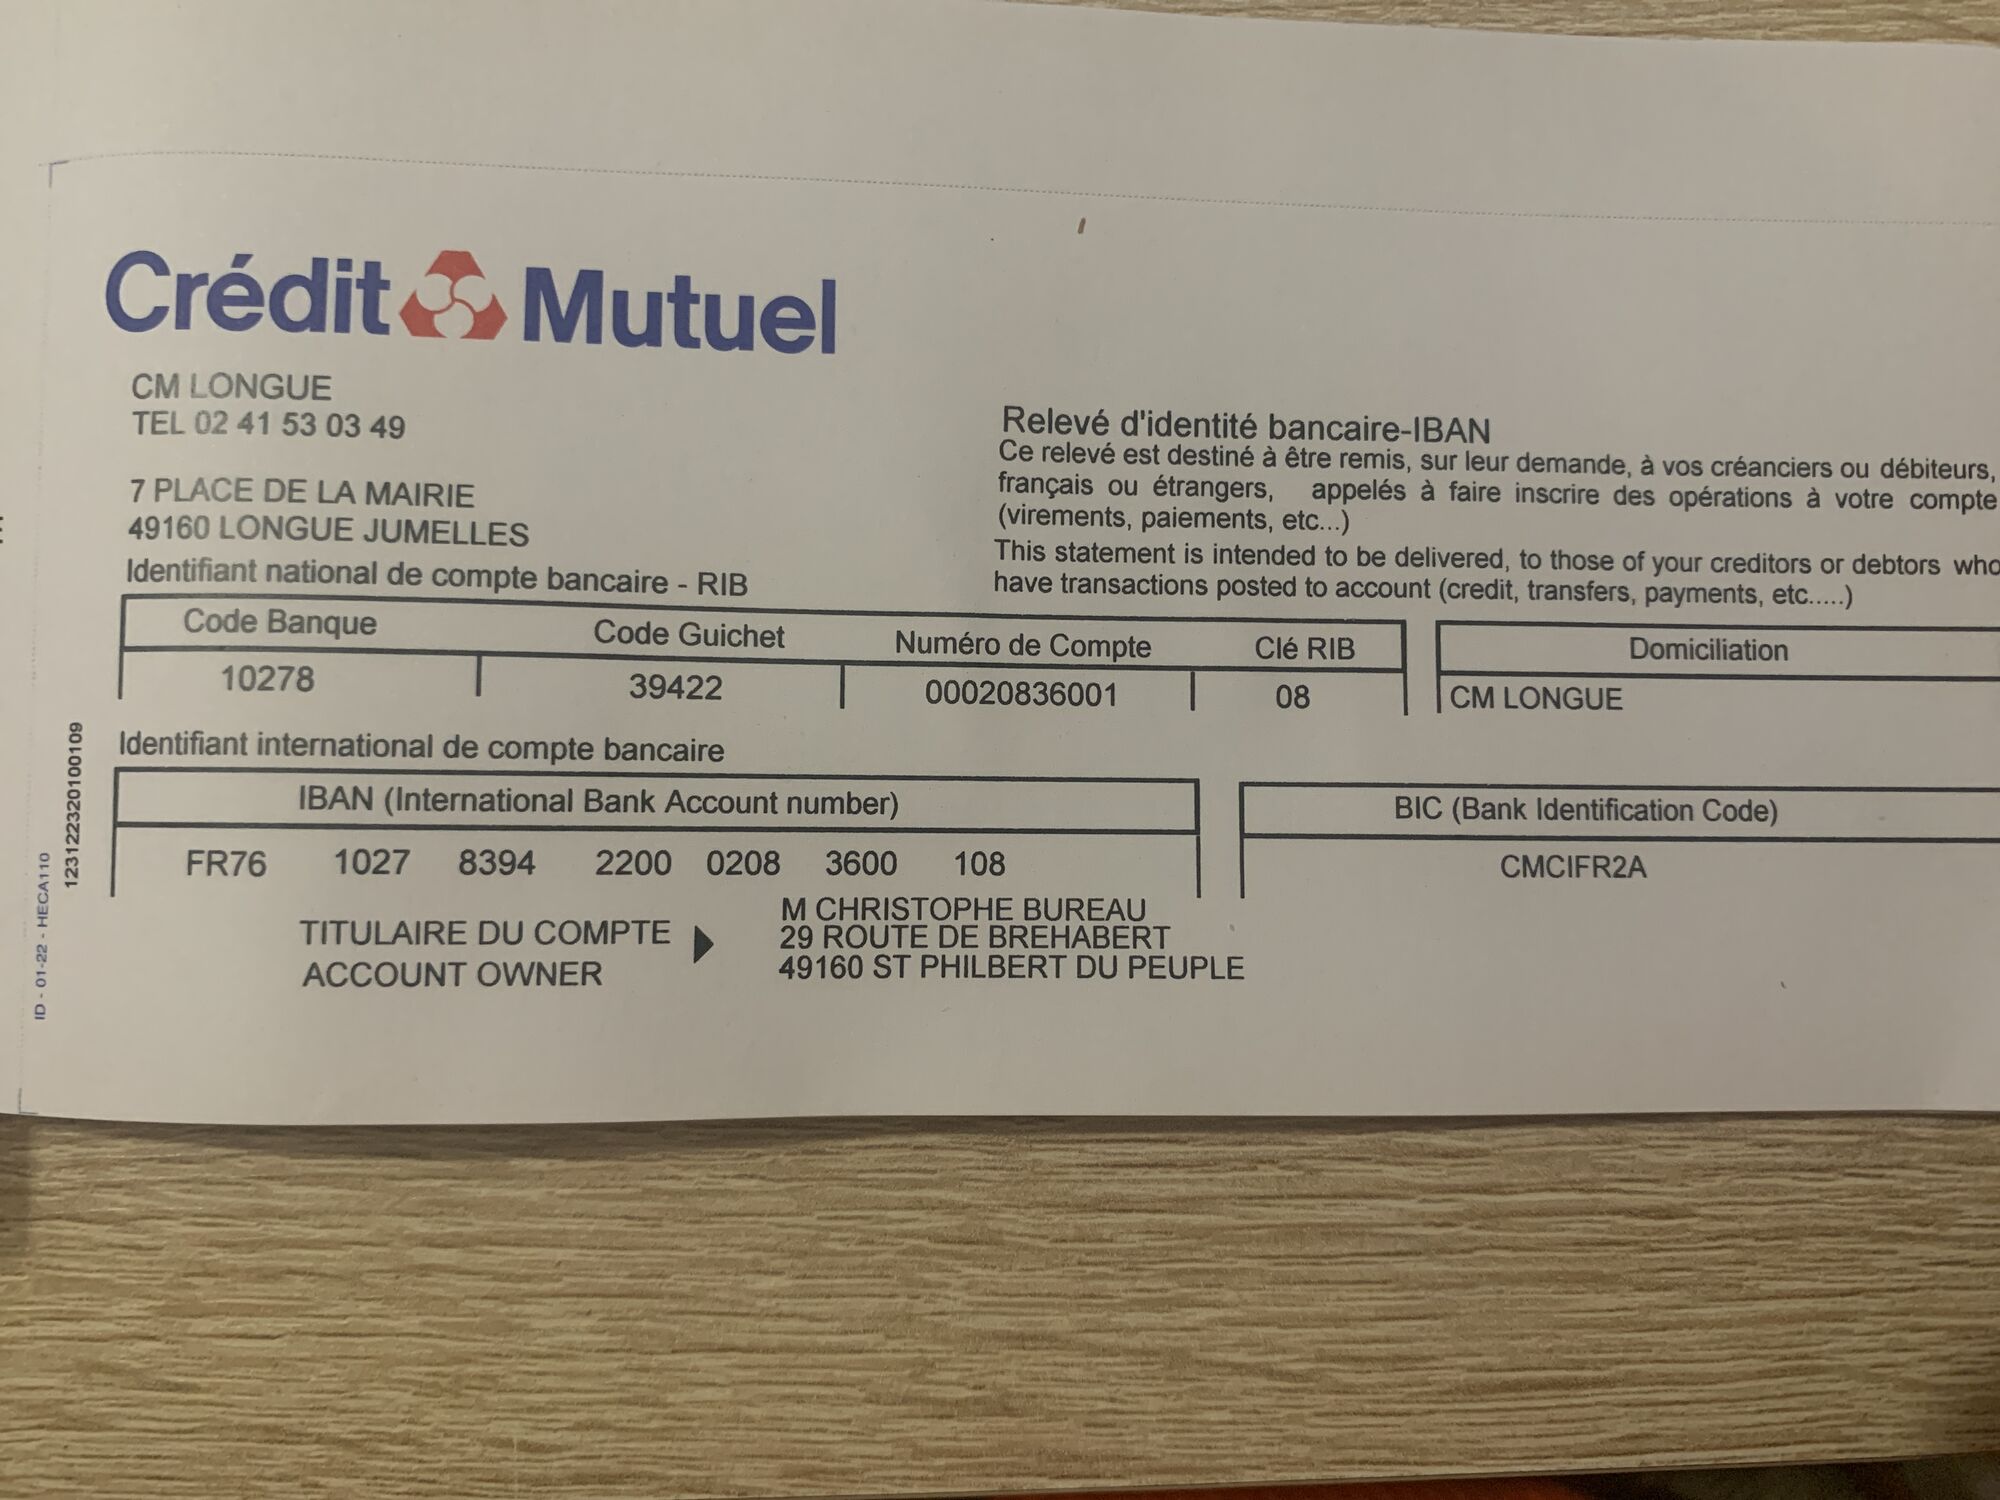 Crédit Mutuel
CM LONGUE
TEL 02 41 53 03 49
7 PLACE DE LA MAIRIE
49160 LONGUE JUMELLES
Relevé d'identité bancaire-IBAN
Ce relevé est destiné à être remis, sur leur demande, à vos créanciers ou débiteurs,
français ou étrangers, appelés à faire inscrire des opérations à votre compte
(virements, paiements, etc...)
This statement is intended to be delivered, to those of your creditors or debtors who
have transactions posted to account (credit, transfers, payments, etc.....)
Identifiant national de compte bancaire - RIB
Code Banque Code Guichet Numéro de Compte Clé RIB Domiciliation
10278 39422 00020836001 08 CM LONGUE
Identifiant international de compte bancaire
IBAN (International Bank Account number) BIC (Bank Identification Code)
FR76 1027 8394 2200 0208 3600 108 CMCIFR2A
TITULAIRE DU COMPTE
ACCOUNT OWNER
M CHRISTOPHE BUREAU
29 ROUTE DE BREHABERT
49160 ST PHILBERT DU PEUPLE
ID - 01-22 - HECA110
1231223320100109